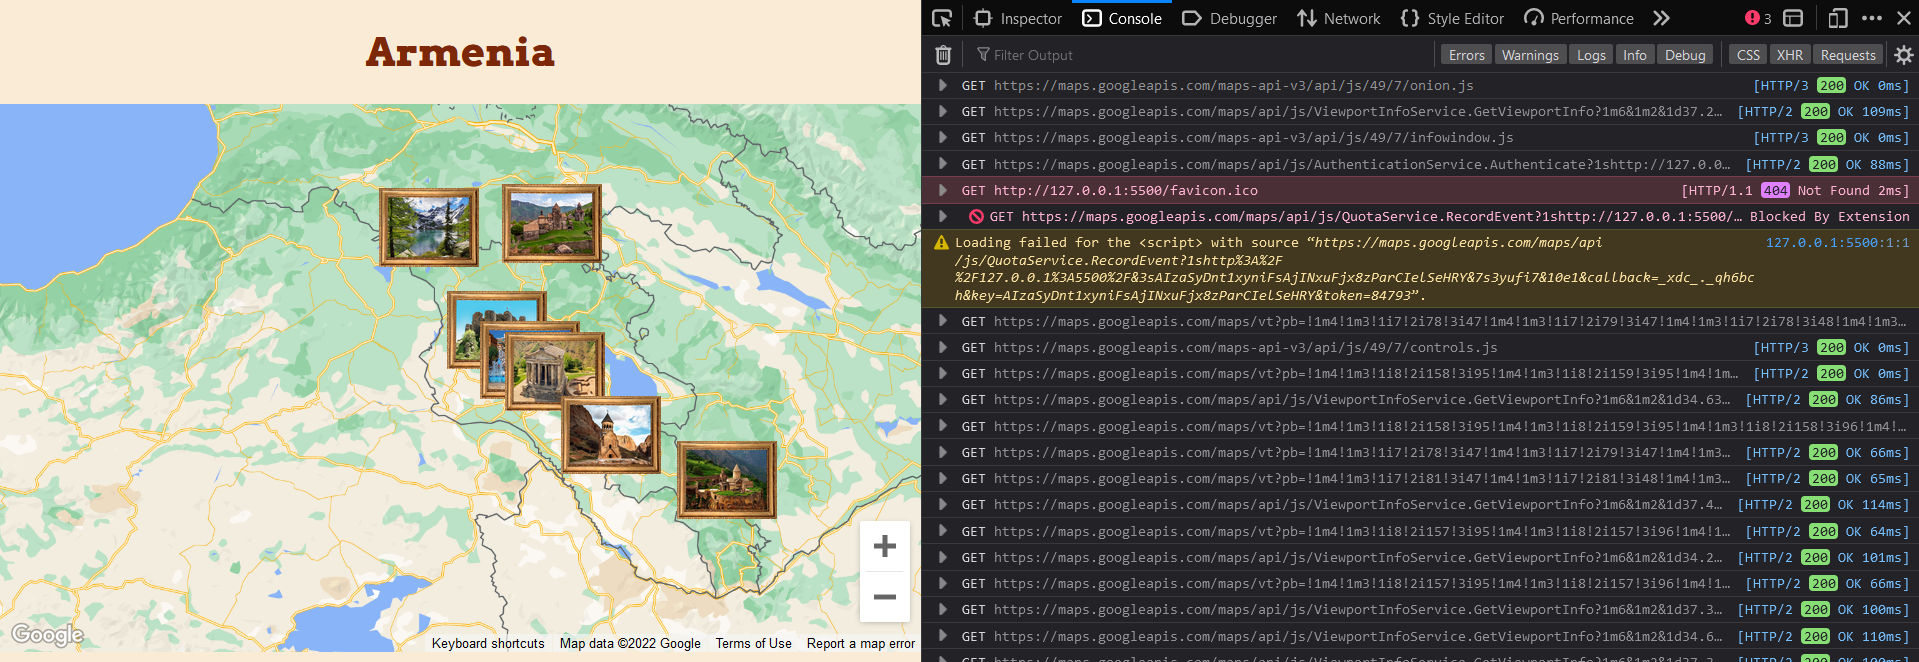 Armenia
Google
Keyboard shortcuts Map data ©2022 Google Terms of Use Report a map error
Inspector Console Debugger Network Style Editor Performance 3
Filter Output Errors Warnings Logs Info Debug CSS XHR Requests
GET https://maps.googleapis.com/maps-api-v3/api/js/49/7/onion.js [HTTP/3 200 OK 0ms]
GET https://maps.googleapis.com/maps/api/js/ViewportInfoService.GetViewportInfo?1m6&1m2&1d37.2… [HTTP/2 200 OK 109ms]
GET https://maps.googleapis.com/maps-api-v3/api/js/49/7/infowindow.js [HTTP/3 200 OK 0ms]
GET https://maps.googleapis.com/maps/api/js/AuthenticationService.Authenticate?1shttp://127.0.0… [HTTP/2 200 OK 88ms]
GET http://127.0.0.1:5500/favicon.ico [HTTP/1.1 404 Not Found 2ms]
GET https://maps.googleapis.com/maps/api/js/QuotaService.RecordEvent?1shttp://127.0.0.1:5500/… Blocked By Extension
Loading failed for the <script> with source “https://maps.googleapis.com/maps/api 127.0.0.1:5500:1:1
/js/QuotaService.RecordEvent?1shttp%3A%2F
%2F127.0.0.1%3A5500%2F&3sAIzaSyDnt1xyniFsAjINxuFjx8zParCIelSeHRY&7s3yufi7&10e1&callback=_xdc_._qh6bc
h&key=AIzaSyDnt1xyniFsAjINxuFjx8zParCIelSeHRY&token=84793”.
GET https://maps.googleapis.com/maps/vt?pb=!1m4!1m3!1i7!2i78!3i47!1m4!1m3!1i7!2i79!3i47!1m4!1m3!1i7!2i78!3i48!1m4!1m3…
GET https://maps.googleapis.com/maps-api-v3/api/js/49/7/controls.js [HTTP/3 200 OK 0ms]
GET https://maps.googleapis.com/maps/vt?pb=!1m4!1m3!1i8!2i158!3i95!1m4!1m3!1i8!2i159!3i95!1m4!1m… [HTTP/2 200 OK 0ms]
GET https://maps.googleapis.com/maps/api/js/ViewportInfoService.GetViewportInfo?1m6&1m2&1d34.63… [HTTP/2 200 OK 86ms]
GET https://maps.googleapis.com/maps/vt?pb=!1m4!1m3!1i8!2i158!3i95!1m4!1m3!1i8!2i159!3i95!1m4!1m3!1i8!2i158!3i96!1m4!…
GET https://maps.googleapis.com/maps/vt?pb=!1m4!1m3!1i7!2i78!3i47!1m4!1m3!1i7!2i79!3i47!1m4!1m3… [HTTP/2 200 OK 66ms]
GET https://maps.googleapis.com/maps/vt?pb=!1m4!1m3!1i7!2i81!3i47!1m4!1m3!1i7!2i81!3i48!1m4!1m3… [HTTP/2 200 OK 65ms]
GET https://maps.googleapis.com/maps/api/js/ViewportInfoService.GetViewportInfo?1m6&1m2&1d37.4… [HTTP/2 200 OK 114ms]
GET https://maps.googleapis.com/maps/vt?pb=!1m4!1m3!1i8!2i157!3i95!1m4!1m3!1i8!2i157!3i96!1m4!1… [HTTP/2 200 OK 64ms]
GET https://maps.googleapis.com/maps/api/js/ViewportInfoService.GetViewportInfo?1m6&1m2&1d34.2… [HTTP/2 200 OK 101ms]
GET https://maps.googleapis.com/maps/vt?pb=!1m4!1m3!1i8!2i157!3i95!1m4!1m3!1i8!2i157!3i96!1m4!1… [HTTP/2 200 OK 66ms]
GET https://maps.googleapis.com/maps/api/js/ViewportInfoService.GetViewportInfo?1m6&1m2&1d37.3… [HTTP/2 200 OK 100ms]
GET https://maps.googleapis.com/maps/api/js/ViewportInfoService.GetViewportInfo?1m6&1m2&1d34.6… [HTTP/2 200 OK 110ms]